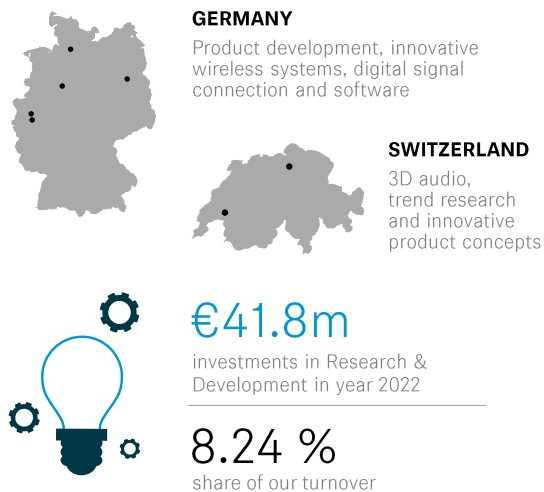 GERMANY
Product development, innovative
wireless systems, digital signal
connection and software
SWITZERLAND
3D audio,
trend research
and innovative
product concepts
€41.8m
investments in Research &
Development in year 2022
8.24 %
share of our turnover